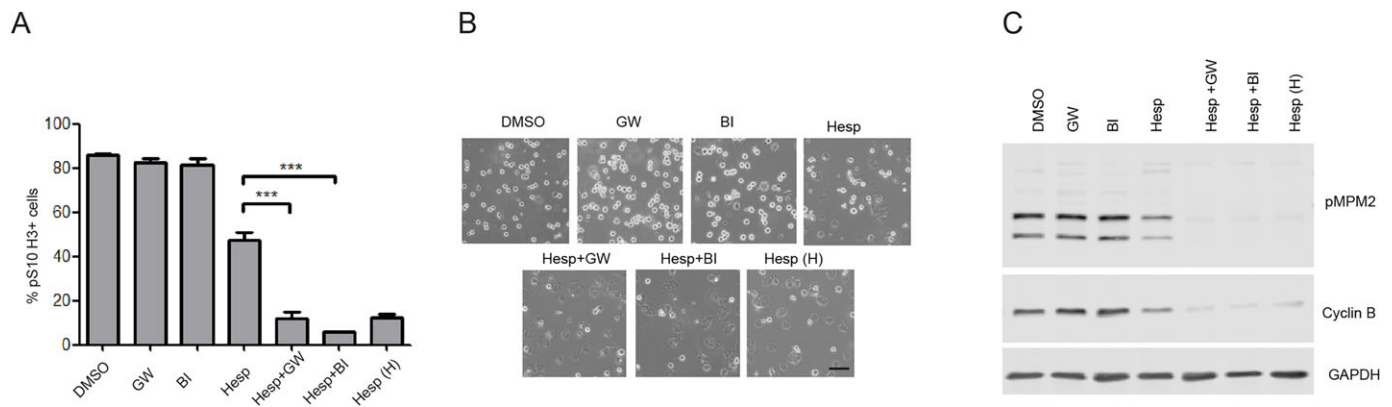 A
% pS10 H3+ cells
100
80
60
40
20
0
***
***
DMSO
GW
BI
Hesp
Hesp+GW
Hesp+BI
Hesp (H)
B
DMSO
GW
BI
Hesp
Hesp+GW
Hesp+BI
Hesp (H)
C
DMSO
GW
BI
Hesp
Hesp +GW
Hesp +BI
Hesp (H)
pMPM2
Cyclin B
GAPDH